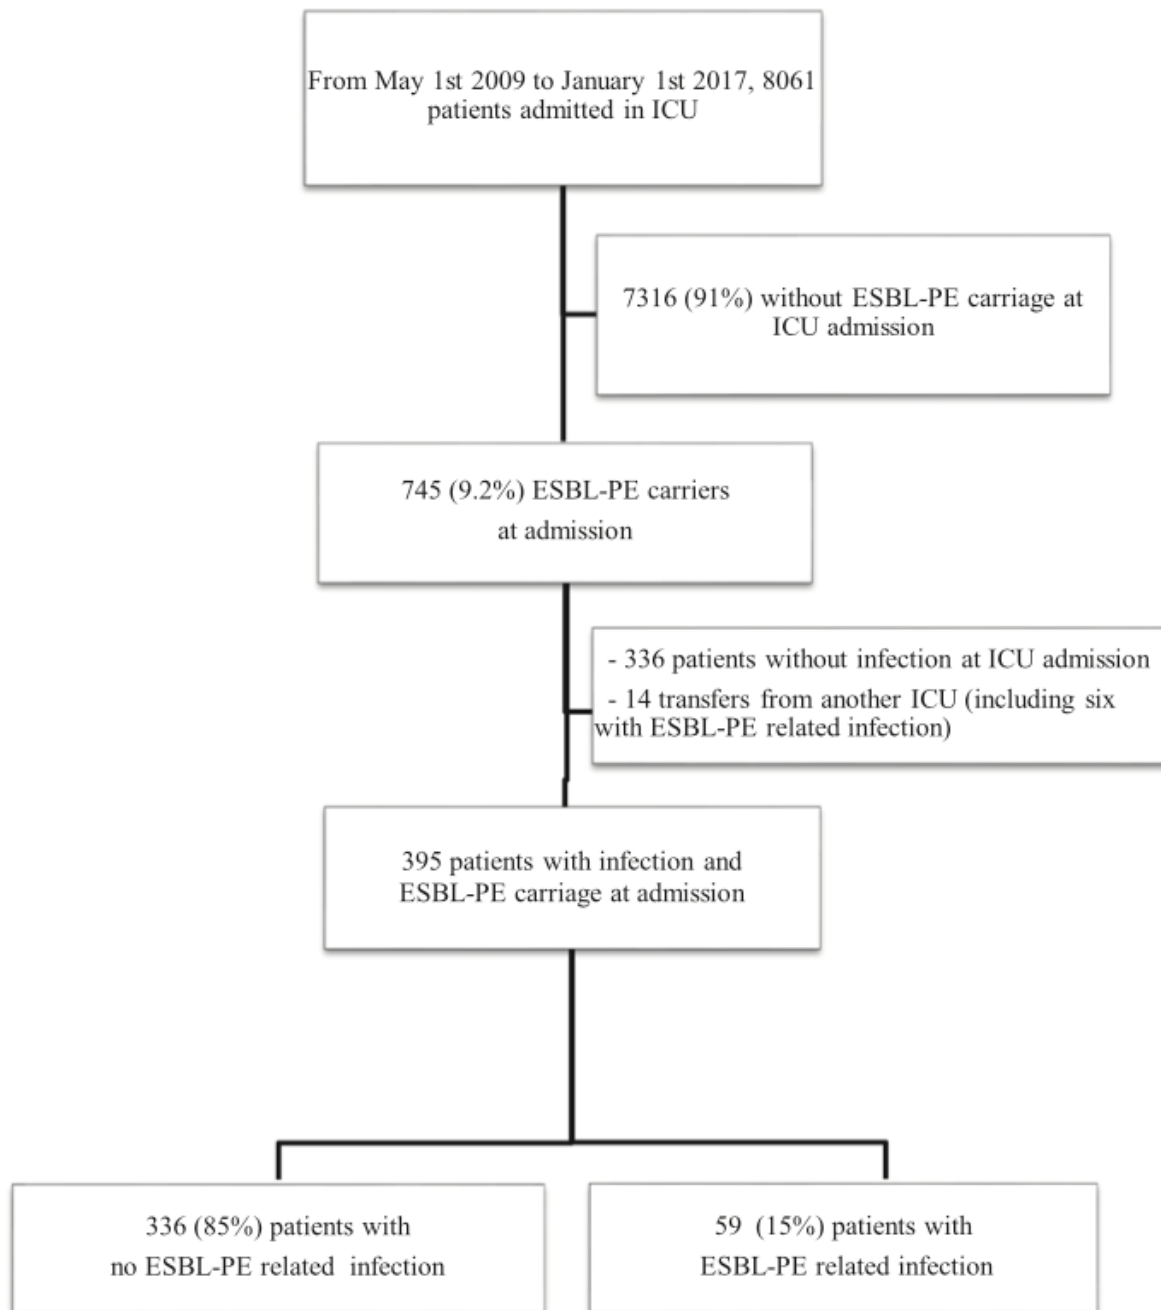 From May 1st 2009 to January 1st 2017, 8061
patients admitted in ICU
7316 (91%) without ESBL-PE carriage at
ICU admission
745 (9.2%) ESBL-PE carriers
at admission
- 336 patients without infection at ICU admission
- 14 transfers from another ICU (including six
with ESBL-PE related infection)
395 patients with infection and
ESBL-PE carriage at admission
336 (85%) patients with
no ESBL-PE related infection
59 (15%) patients with
ESBL-PE related infection